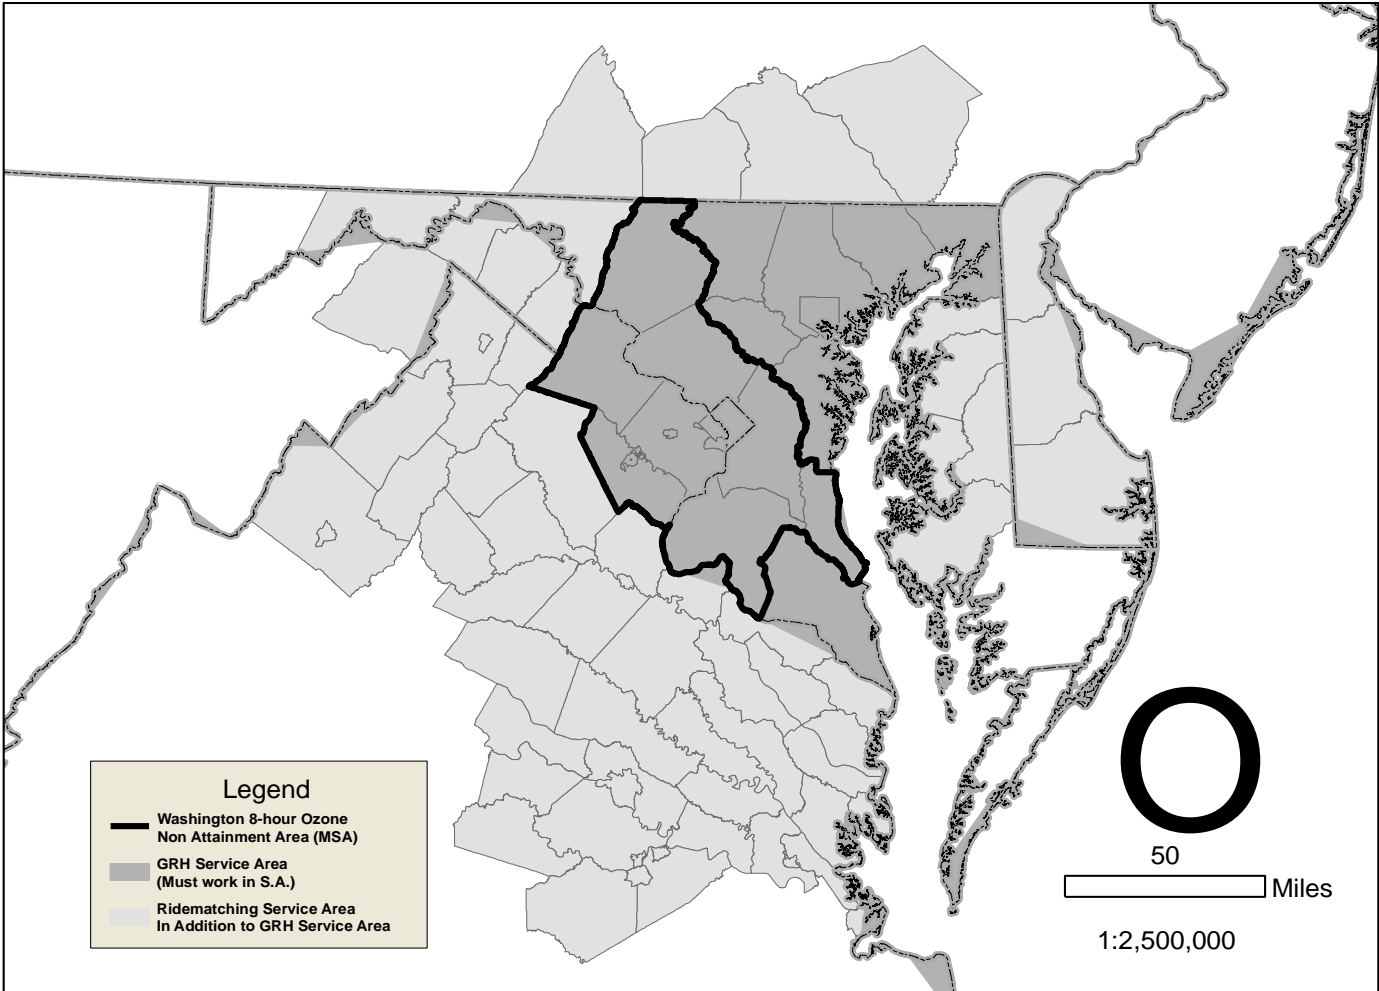 Legend
Washington 8-hour Ozone
Non Attainment Area (MSA)
GRH Service Area
(Must work in S.A.)
Ridematching Service Area
In Addition to GRH Service Area
O
50
Miles
1:2,500,000